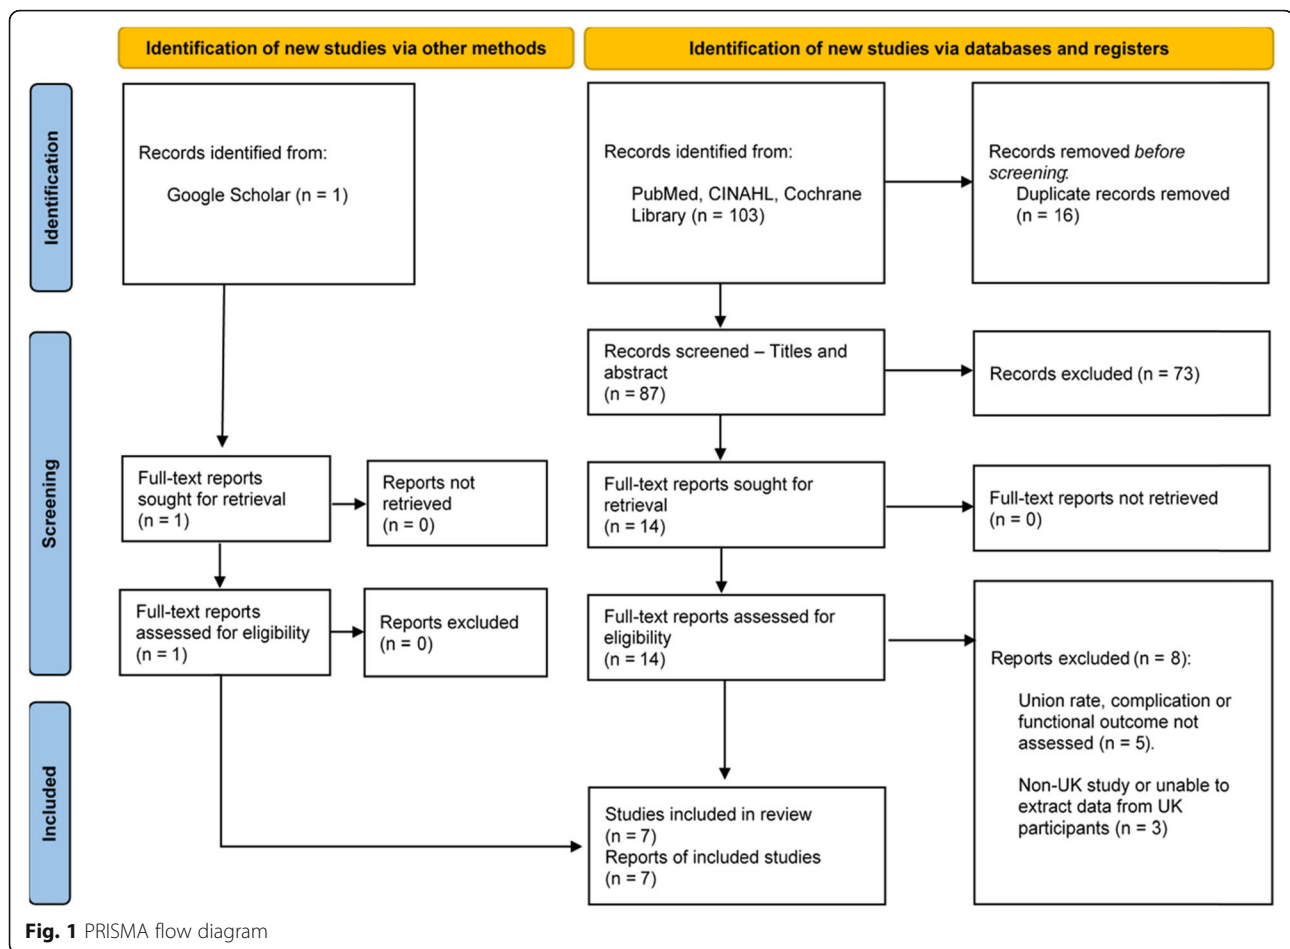 Identification of new studies via other methods
Identification of new studies via databases and registers
Identification
Records identified from:
Google Scholar (n = 1)
Records identified from:
PubMed, CINAHL, Cochrane
Library (n = 103)
Records removed before
screening:
Duplicate records removed
(n = 16)
Screening
Records screened – Titles and
abstract
(n = 87)
Records excluded (n = 73)
Full-text reports
sought for retrieval
(n = 1)
Reports not
retrieved
(n = 0)
Full-text reports sought for
retrieval
(n = 14)
Full-text reports not retrieved
(n = 0)
Full-text reports
assessed for eligibility
(n = 1)
Reports excluded
(n = 0)
Full-text reports assessed for
eligibility
(n = 14)
Reports excluded (n = 8):
Union rate, complication or
functional outcome not
assessed (n = 5).
Non-UK study or unable to
extract data from UK
participants (n = 3)
Included
Studies included in review
(n = 7)
Reports of included studies
(n = 7)
Fig. 1 PRISMA flow diagram